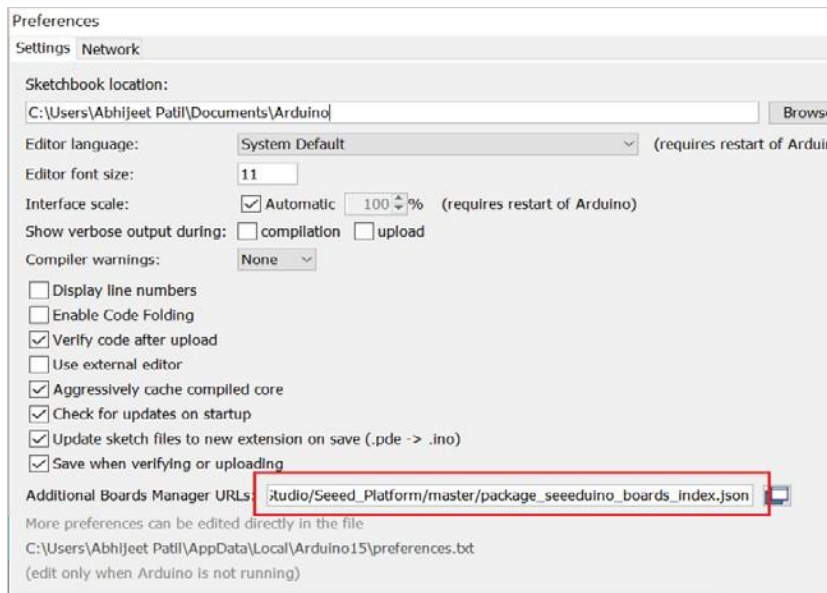 Preferences
Settings Network
Sketchbook location:
C:\Users\Abhijeet Patil\Documents\Arduino
Editor language: System Default (requires restart of
Editor font size: 11
Interface scale: Automatic 100 % (requires restart of Arduino)
Show verbose output during: compilation upload
Compiler warnings: None
Display line numbers
Enable Code Folding
Verify code after upload
Use external editor
Aggressively cache compiled core
Check for updates on startup
Update sketch files to new extension on save (.pde -> .ino)
Save when verifying or uploading
Additional Boards Manager URLs: /Seeed_Platform/master/package_seeeduino_boards_index.json
More preferences can be edited directly in the file
C:\Users\Abhijeet Patil\AppData\Local\Arduino15\preferences.txt
(edit only when Arduino is not running)